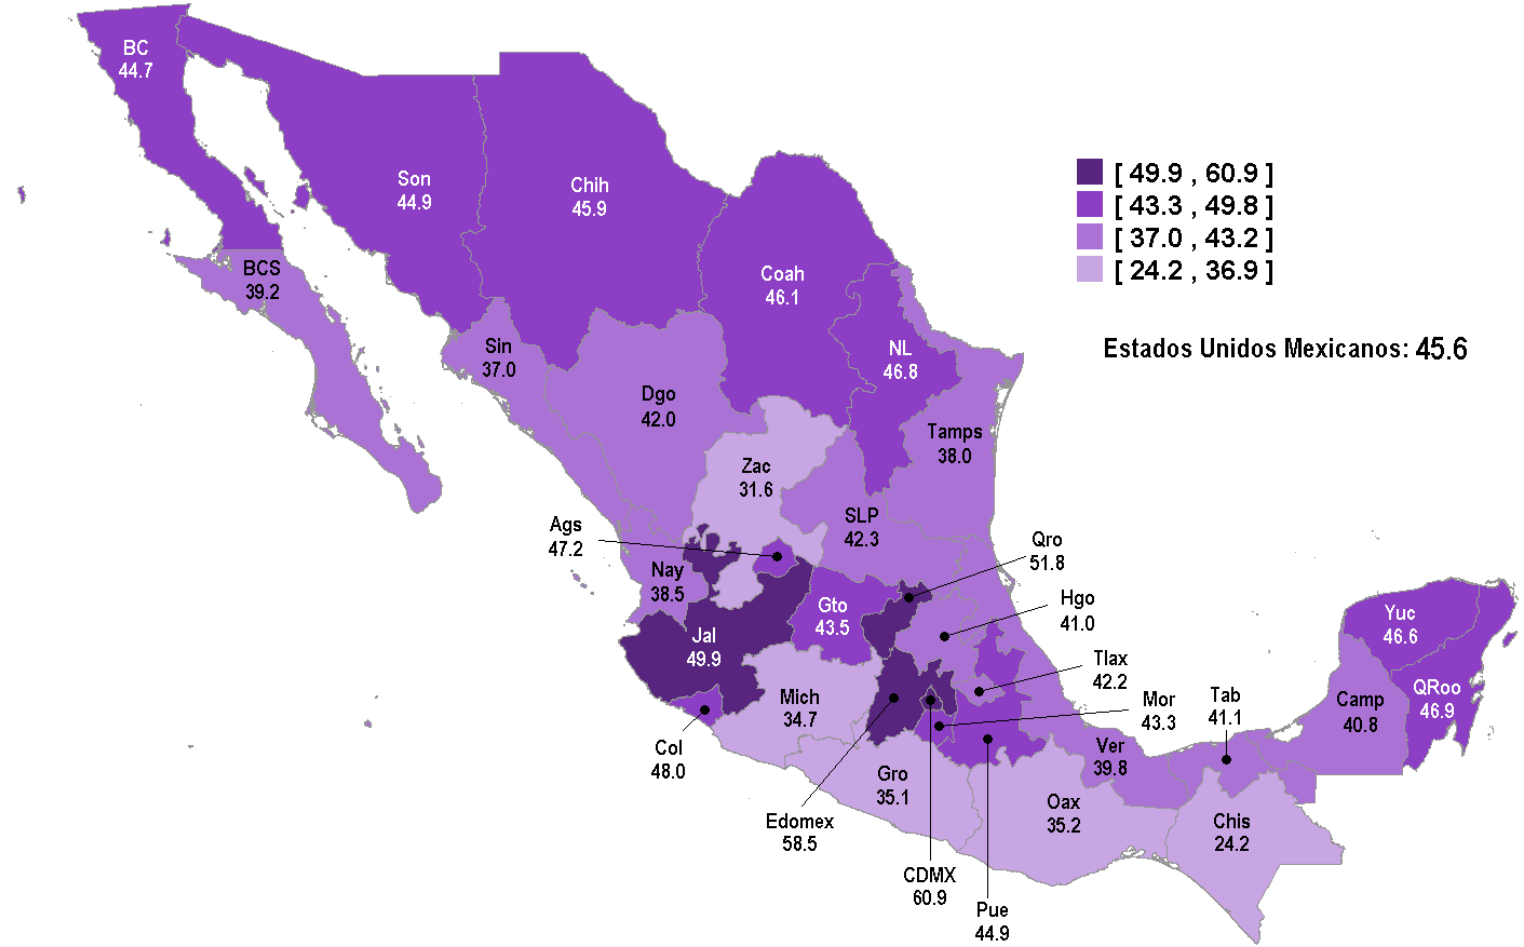 BC
44.7
Son
44.9
Chih
45.9
[ 49.9 , 60.9 ]
[ 43.3 , 49.8 ]
[ 37.0 , 43.2 ]
[ 24.2 , 36.9 ]
BCS
39.2
Coah
46.1
Estados Unidos Mexicanos: 45.6
Sin
37.0
NL
46.8
Dgo
42.0
Tamps
38.0
Zac
31.6
Ags
47.2
SLP
42.3
Qro
51.8
Nay
38.5
Gto
43.5
Hgo
41.0
Yuc
46.6
Jal
49.9
Tlax
42.2
Mich
34.7
Mor
43.3
Tab
41.1
Camp
40.8
QRoo
46.9
Col
48.0
Ver
39.8
Gro
35.1
Oax
35.2
Edomex
58.5
Chis
24.2
CDMX
60.9
Pue
44.9